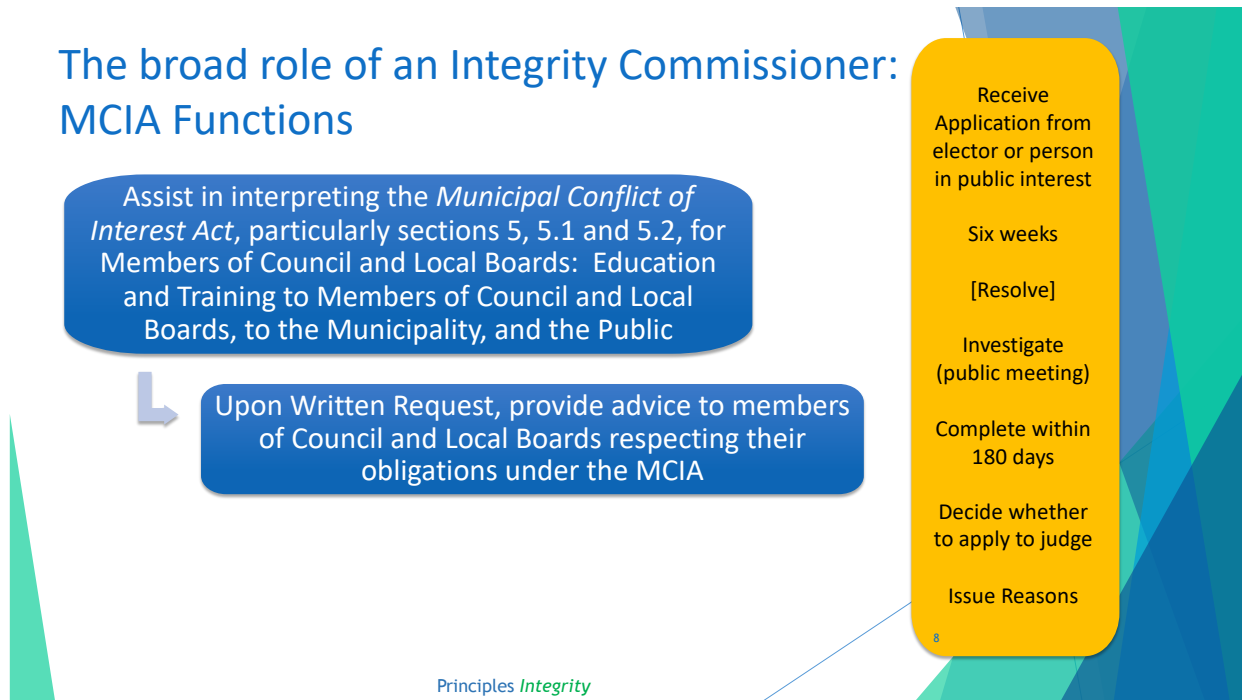 The broad role of an Integrity Commissioner:
MCIA Functions
Assist in interpreting the Municipal Conflict of
Interest Act, particularly sections 5, 5.1 and 5.2, for
Members of Council and Local Boards: Education
and Training to Members of Council and Local
Boards, to the Municipality, and the Public
Upon Written Request, provide advice to members
of Council and Local Boards respecting their
obligations under the MCIA
Receive
Application from
elector or person
in public interest
Six weeks
[Resolve]
Investigate
(public meeting)
Complete within
180 days
Decide whether
to apply to judge
Issue Reasons
8
Principles Integrity